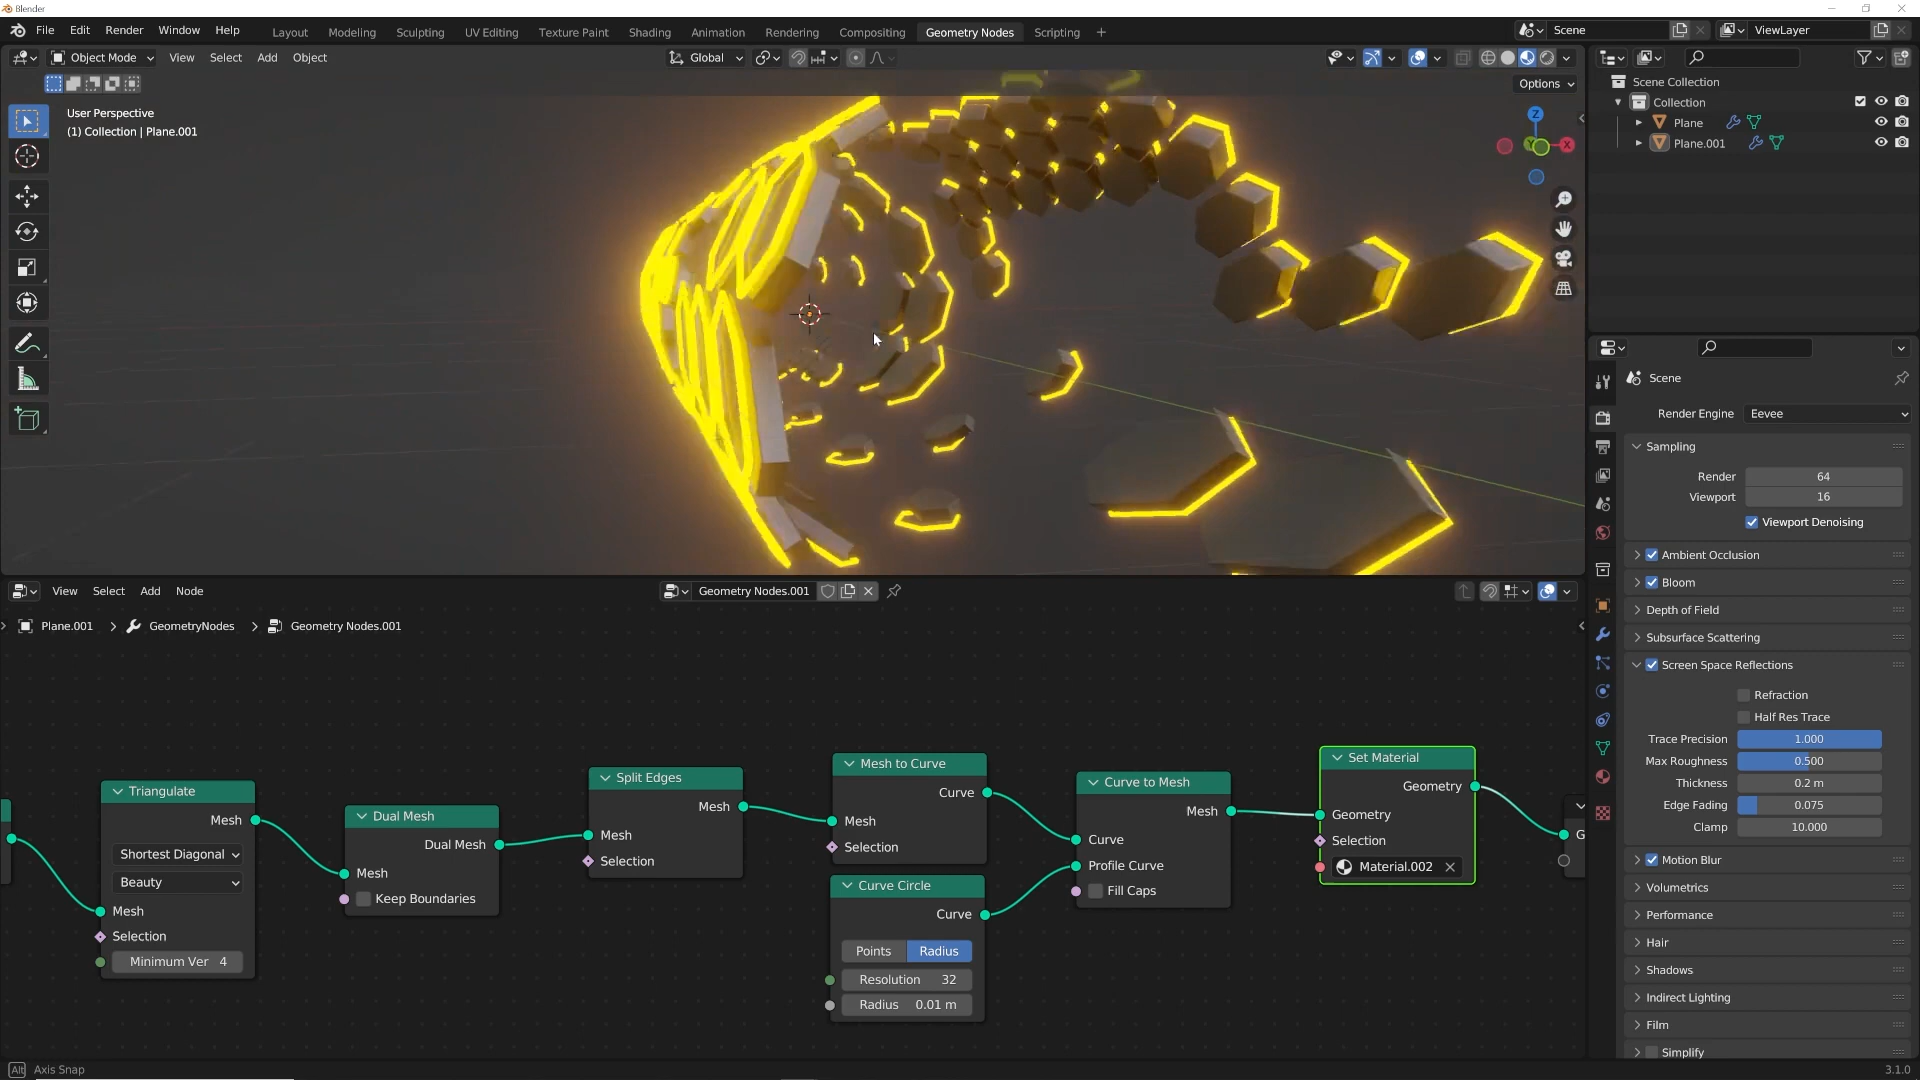 Blender
File Edit Render Window Help
Layout Modeling Sculpting UV Editing Texture Paint Shading Animation Rendering Compositing Geometry Nodes Scripting +
Scene
ViewLayer
Object Mode View Select Add Object
Global
Options
User Perspective
(1) Collection | Plane.001
Z
X
Scene Collection
Collection
Plane
Plane.001
Scene
Render Engine Eevee
Sampling
Render 64
Viewport 16
Viewport Denoising
Ambient Occlusion
Bloom
Depth of Field
Subsurface Scattering
Screen Space Reflections
Refraction
Half Res Trace
Trace Precision 1.000
Max Roughness 0.500
Thickness 0.2 m
Edge Fading 0.075
Clamp 10.000
Motion Blur
Volumetrics
Performance
Hair
Shadows
Indirect Lighting
Film
Simplify
View Select Add Node
Geometry Nodes.001
Plane.001 > GeometryNodes > Geometry Nodes.001
Triangulate
Mesh
Shortest Diagonal
Beauty
Mesh
Selection
Minimum Ver 4
Dual Mesh
Dual Mesh
Mesh
Keep Boundaries
Split Edges
Mesh
Mesh
Selection
Mesh to Curve
Curve
Mesh
Selection
Curve Circle
Curve
Points Radius
Resolution 32
Radius 0.01 m
Curve to Mesh
Mesh
Curve
Profile Curve
Fill Caps
Set Material
Geometry
Geometry
Selection
Material.002
G
Alt Axis Snap
3.1.0